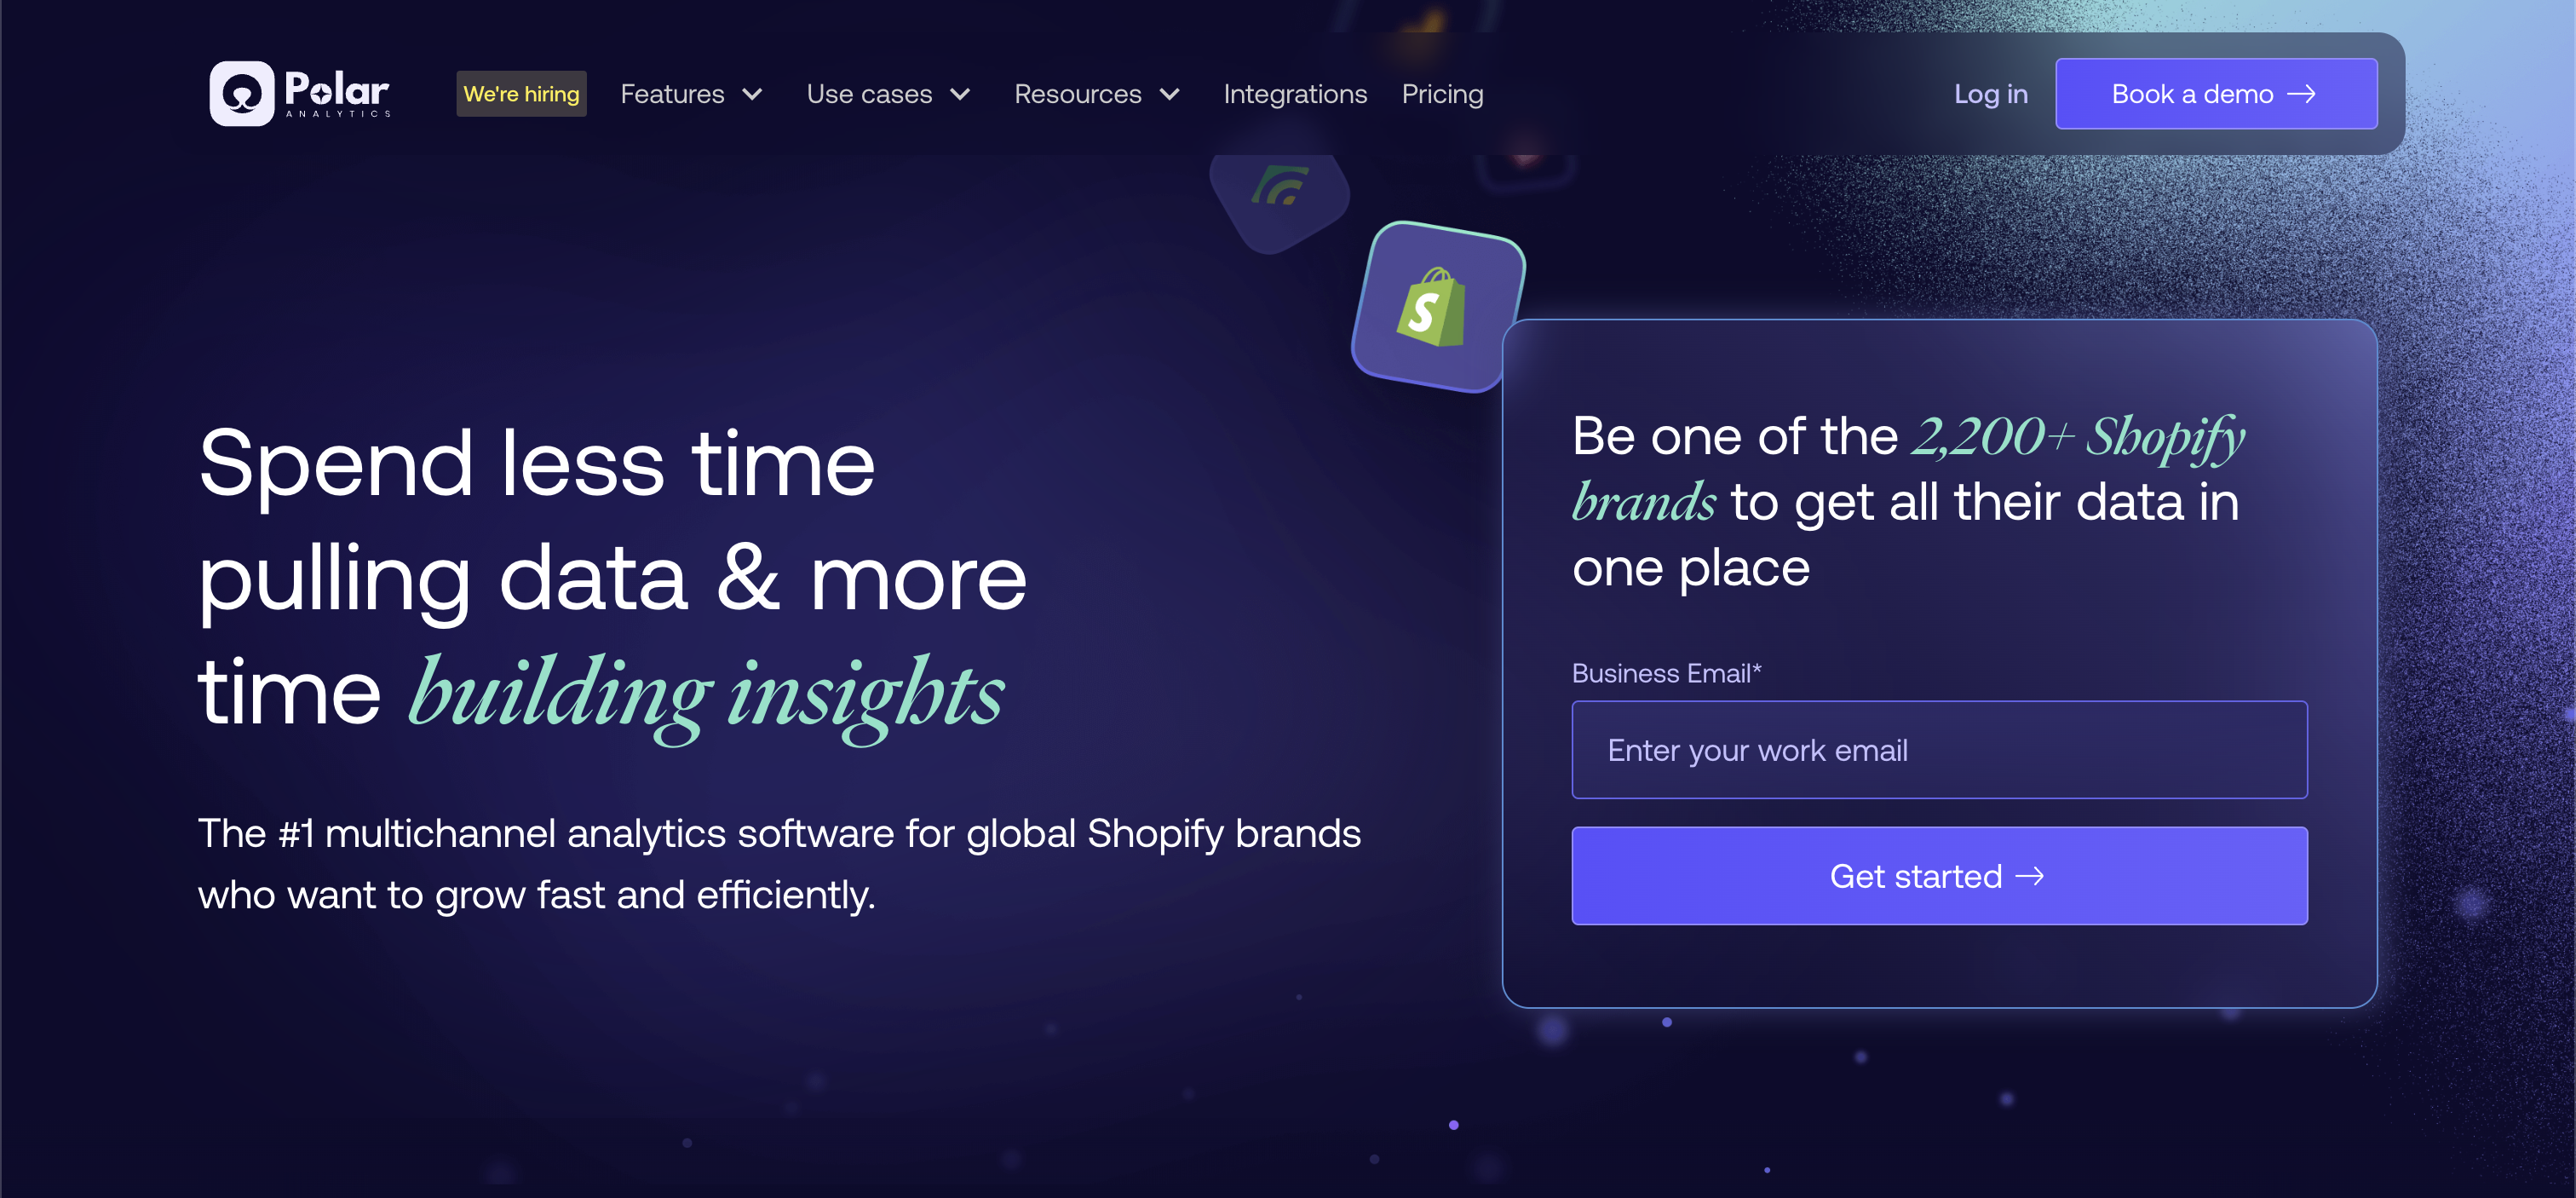 Polar
ANALYTICS
We're hiring
Features
Use cases
Resources
Integrations
Pricing
Log in
Book a demo →
S
Spend less time
pulling data & more
time building insights
The #1 multichannel analytics software for global Shopify brands
who want to grow fast and efficiently.
Be one of the 2,200+ Shopify
brands to get all their data in
one place
Business Email*
Enter your work email
Get started →